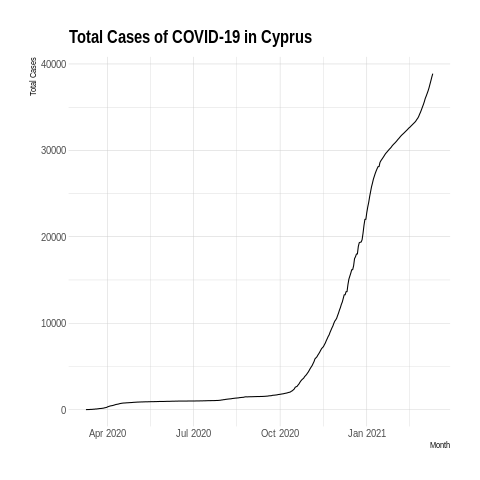 Total Cases of COVID-19 in Cyprus
Total Cases
40000
30000
20000
10000
0
Apr 2020 Jul 2020 Oct 2020 Jan 2021
Month